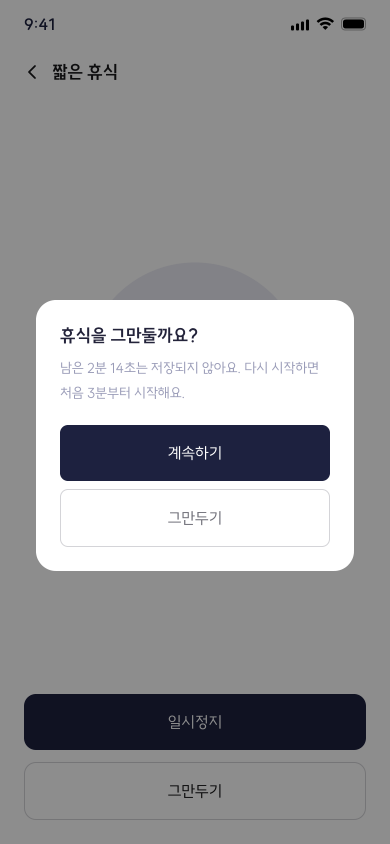 9:41
짧은 휴식
휴식을 그만둘까요?
남은 2분 14초는 저장되지 않아요. 다시 시작하면
처음 3분부터 시작해요.
계속하기
그만두기
일시정지
그만두기